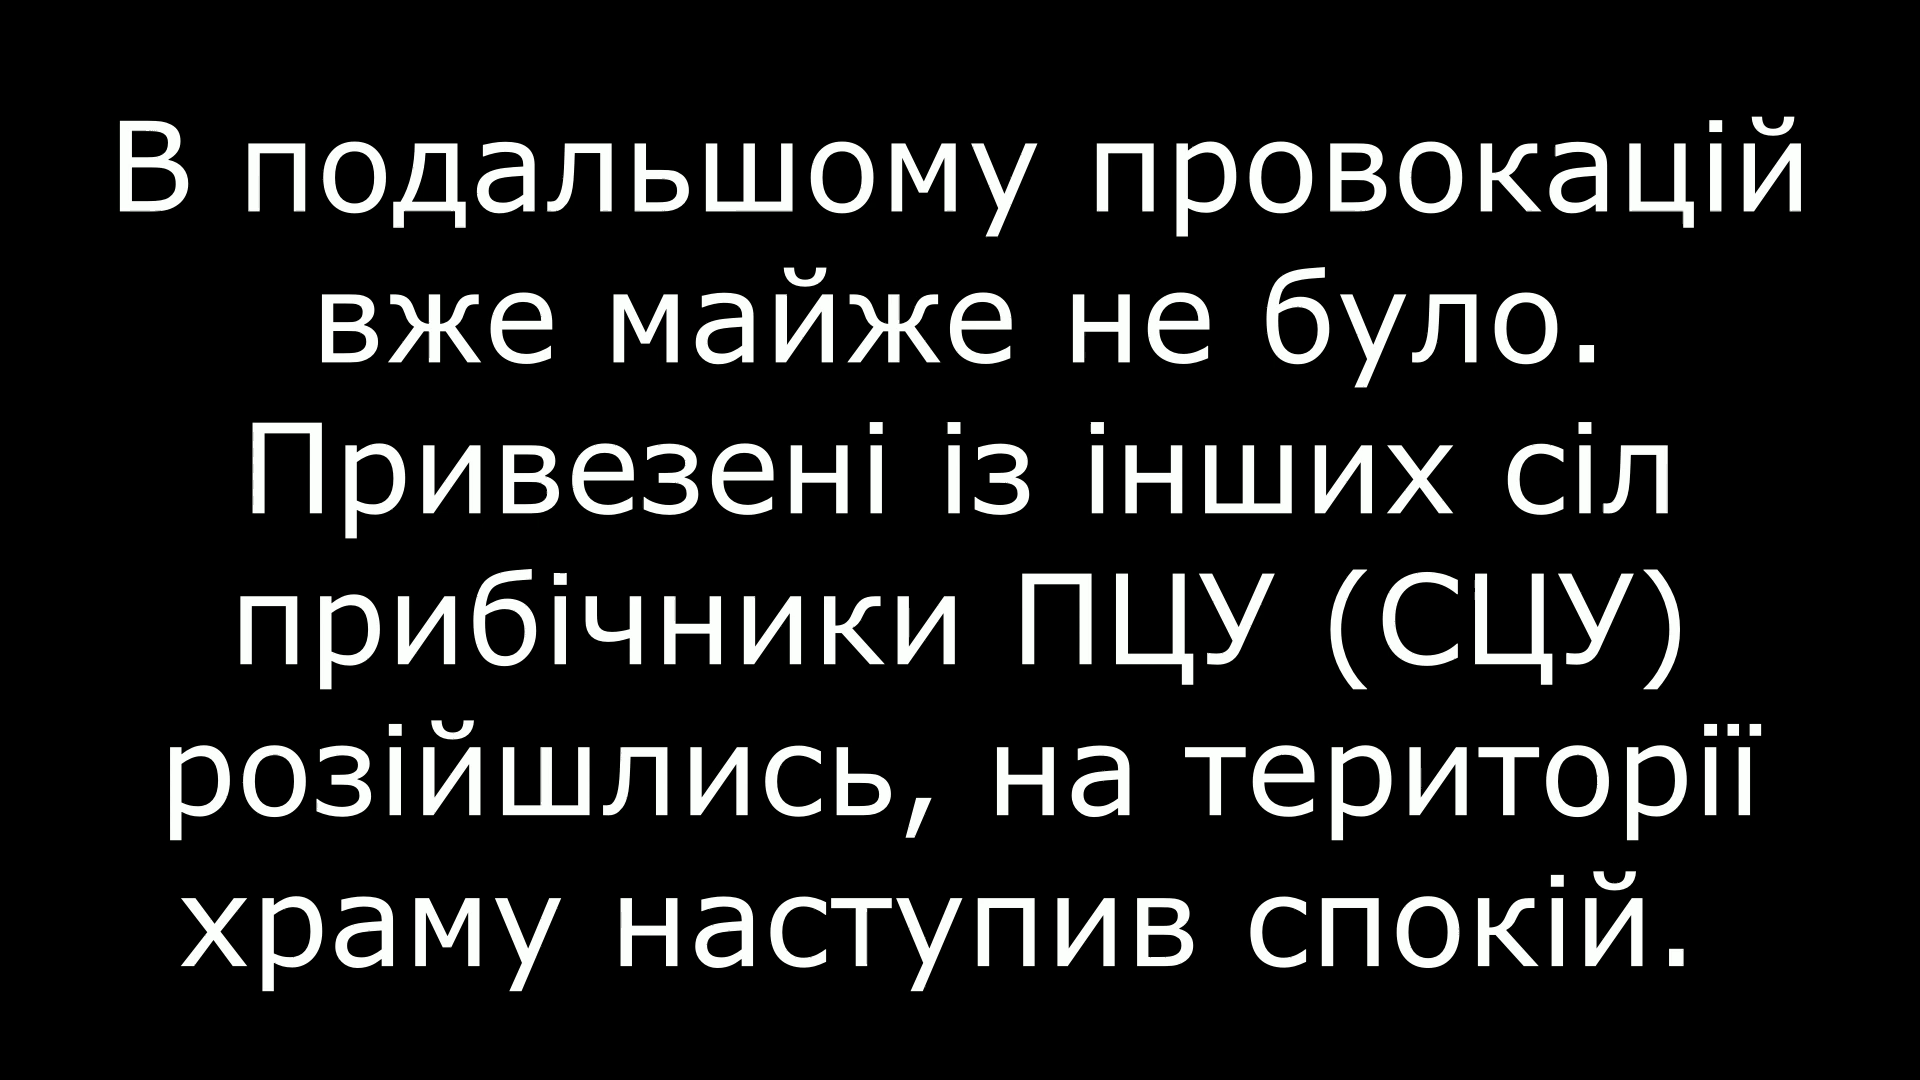 В подальшому провокацій
вже майже не було.
Привезені із інших сіл
прибічники ПЦУ (СЦУ)
розійшлись, на території
храму наступив спокій.